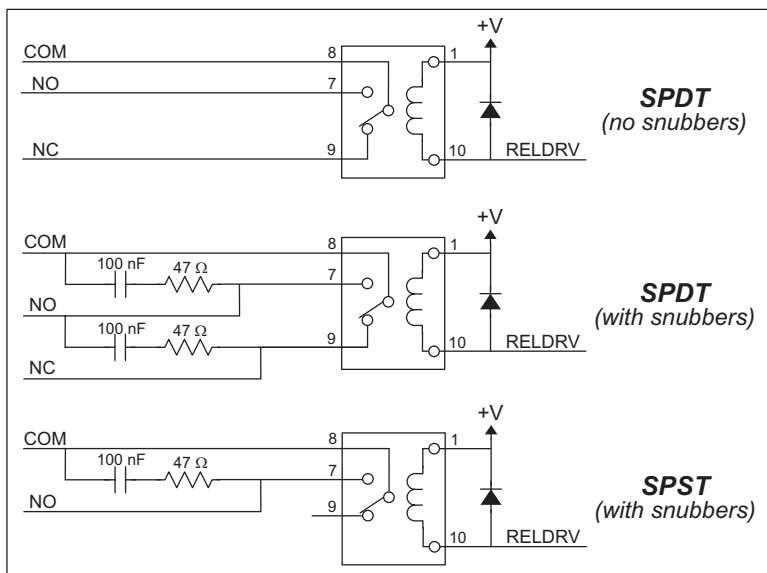 +V
COM 8 1
NO 7
SPDT
(no snubbers)
NC 9 10 RELDRV
+V
COM 8 1
100 nF 47 Ω 7
SPDT
(with snubbers)
NO
100 nF 47 Ω 9 10 RELDRV
NC
+V
COM 8 1
100 nF 47 Ω 7
SPST
(with snubbers)
NO 9
10 RELDRV